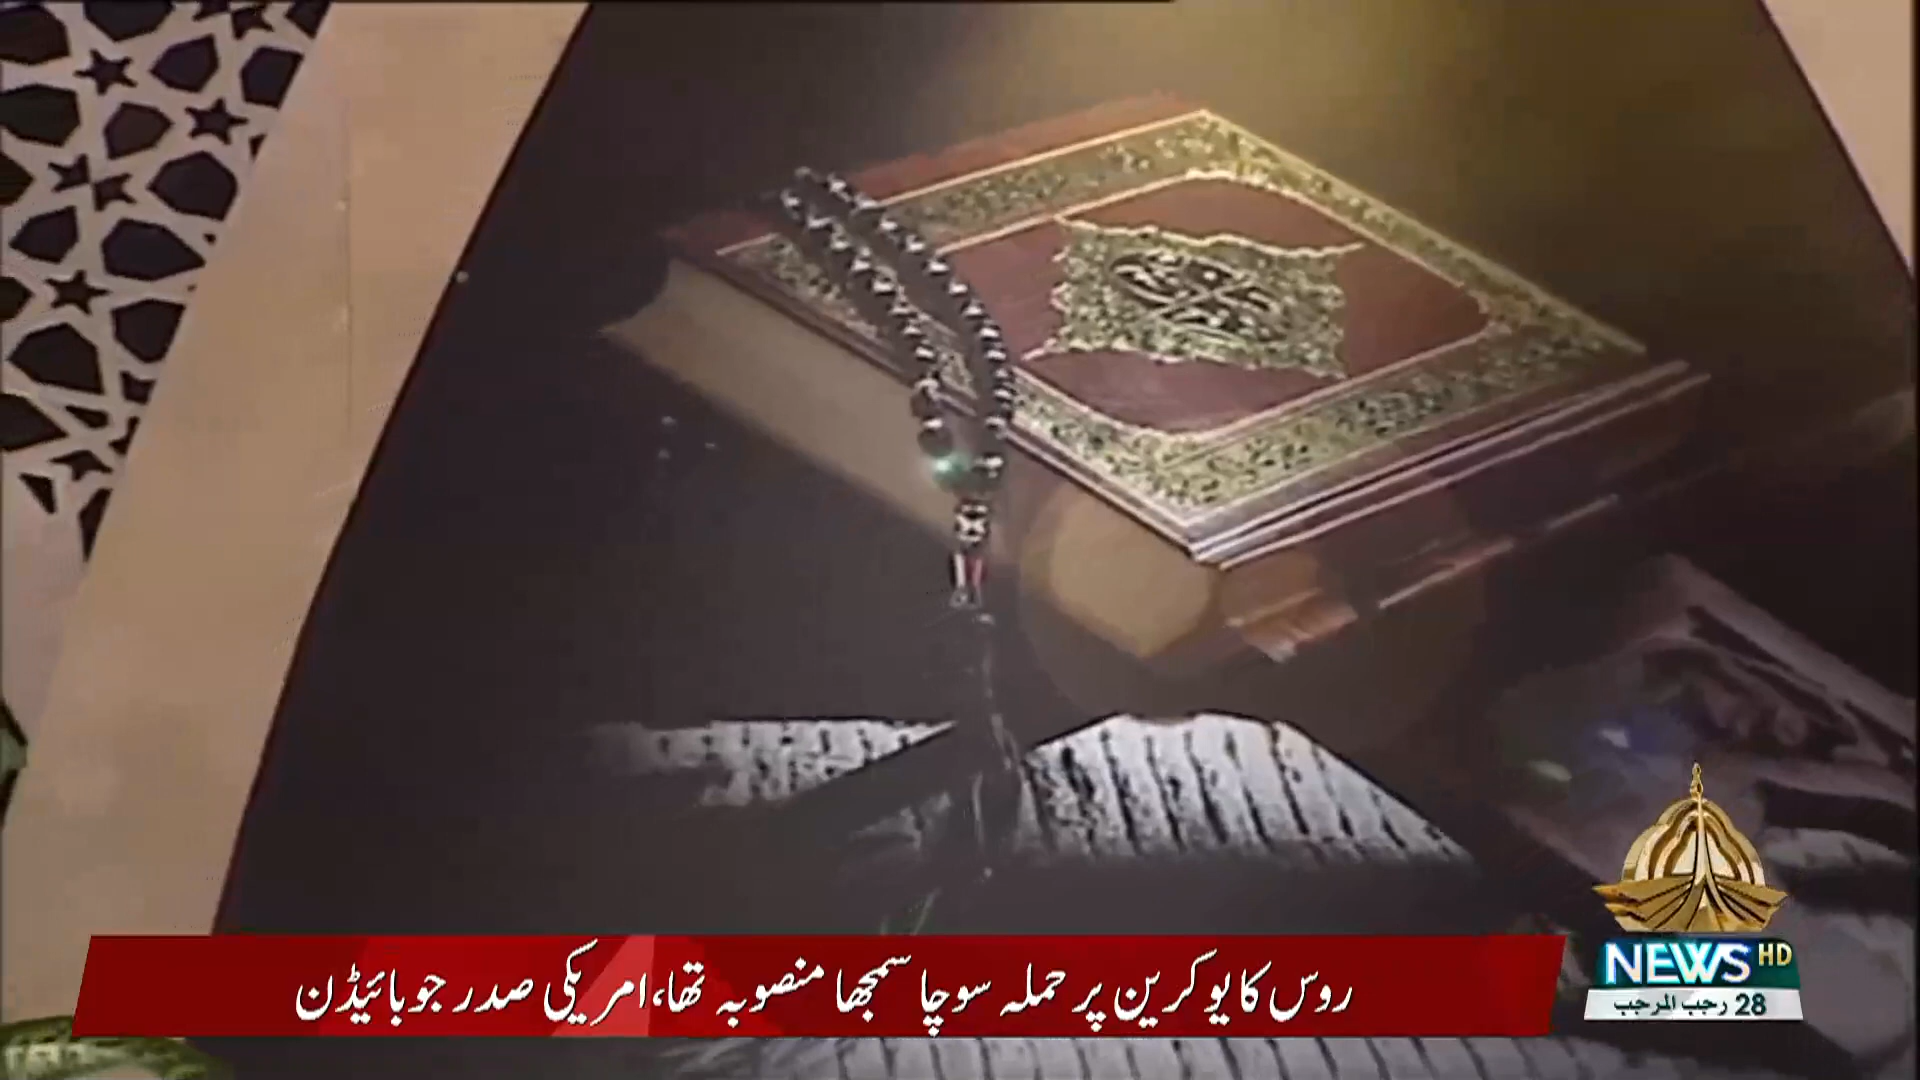 روس کا یوکرین پر حملہ سوچا سمجھا منصوبہ تھا، امریکی صدر جو بائیڈن
NEWS HD
28 رجب المرجب